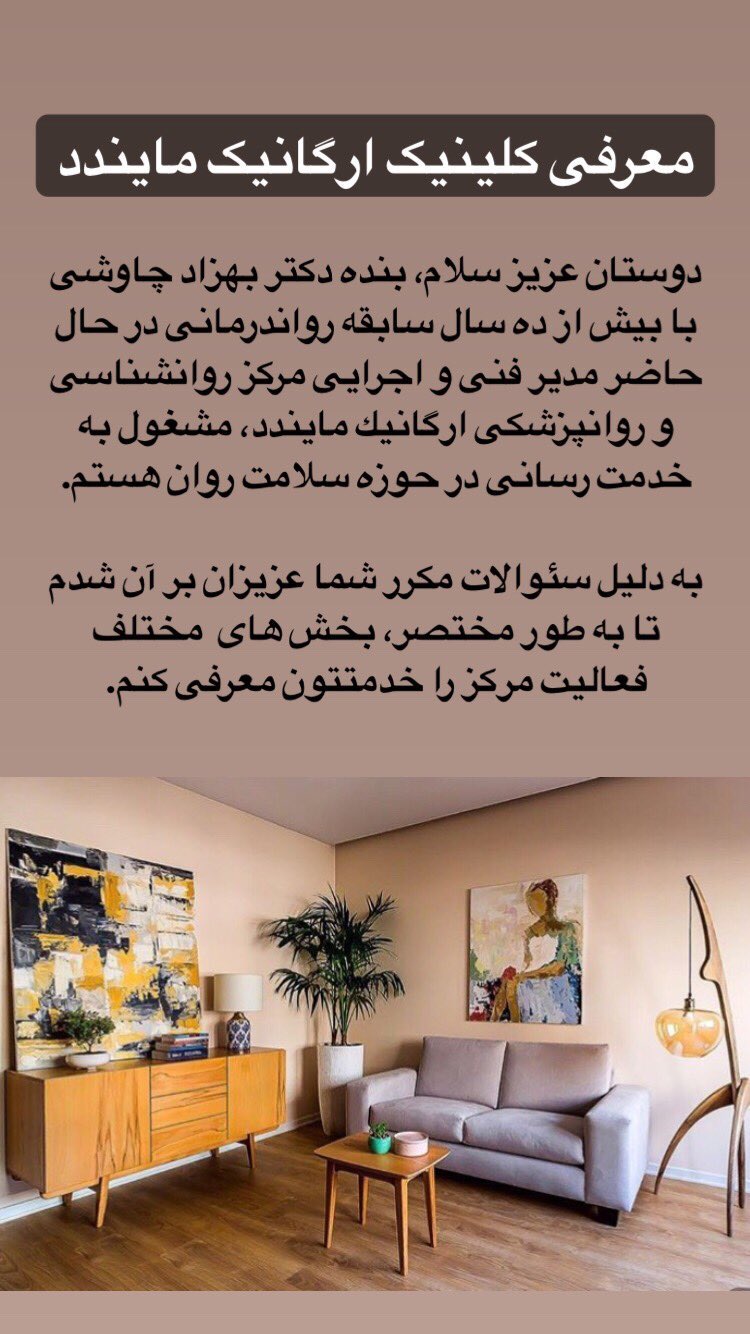 معرفی کلینیک ارگانیک مایندد
دوستان عزیز سلام، بنده دکتر بهزاد چاوشی
با بیش از ده سال سابقه رواندرمانی در حال
حاضر مدیر فنی و اجرایی مرکز روانشناسی
و روانپزشکی ارگانیك مایندد، مشغول به
خدمت رسانی در حوزه سلامت روان هستم.
به دلیل سئوالات مکرر شما عزیزان بر آن شدم
تا به طور مختصر، بخش های مختلف
فعالیت مرکز را خدمتتون معرفی کنم.